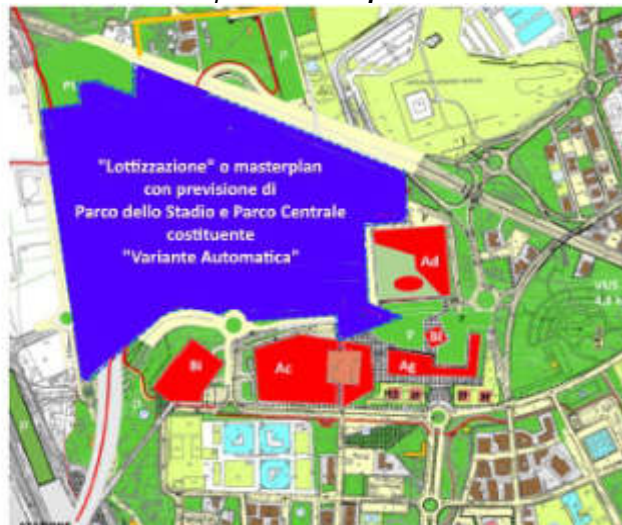 "Lottizzazione" o masterplan
con previsione di
Parco dello Stadio e Parco Centrale
costituente
"Variante Automatica"
Ad
Bi
Bi
Ac
Ag